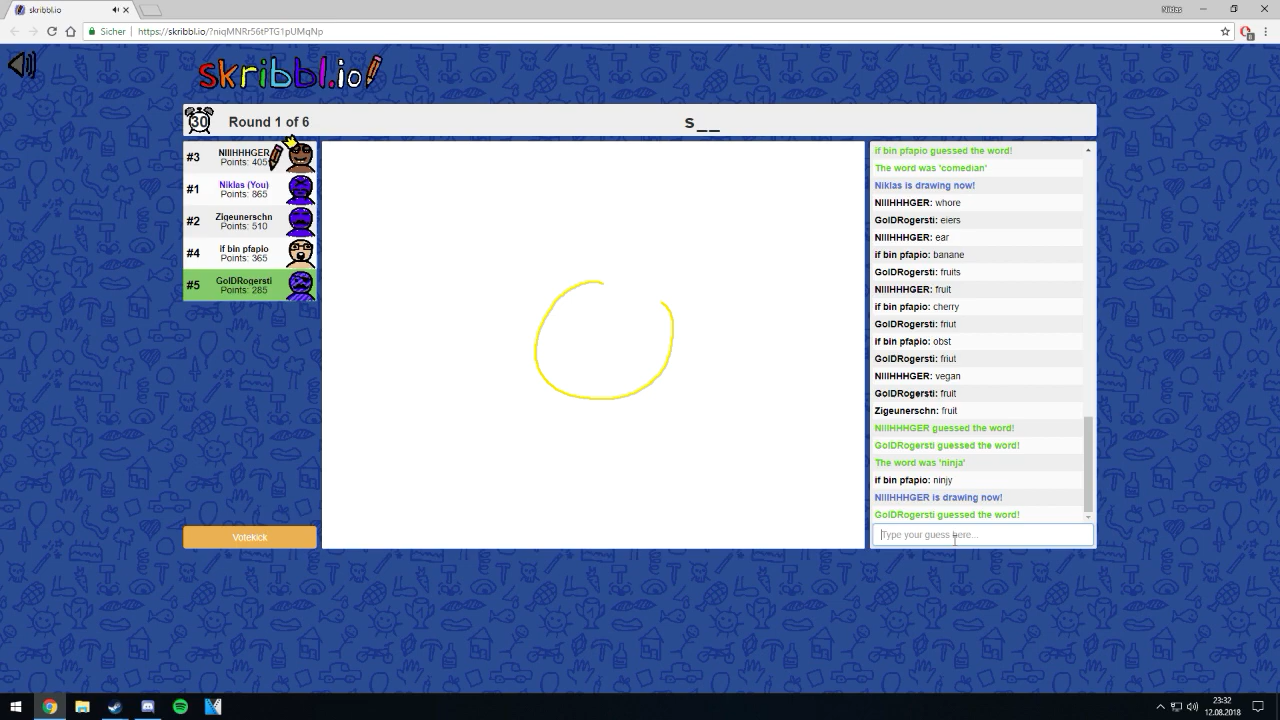 skribbl.io
Niklas
Sicher
https://skribbl.io/?niqMNRr56tPTG1pUMqNp
skribbl.io
30
Round 1 of 6
s__
#3
NIIIHHHGER
Points: 405
#1
Niklas (You)
Points: 865
#2
Zigeunerschn
Points: 510
#4
if bin pfapio
Points: 365
#5
GolDRogersti
Points: 285
Votekick
if bin pfapio guessed the word!
The word was 'comedian'
Niklas is drawing now!
NIIIHHHGER: whore
GolDRogersti: eiers
NIIIHHHGER: ear
if bin pfapio: banane
GolDRogersti: fruits
NIIIHHHGER: fruit
if bin pfapio: cherry
GolDRogersti: friut
if bin pfapio: obst
GolDRogersti: friut
NIIIHHHGER: vegan
GolDRogersti: fruit
Zigeunerschn: fruit
NIIIHHHGER guessed the word!
GolDRogersti guessed the word!
The word was 'ninja'
if bin pfapio: ninjy
NIIIHHHGER is drawing now!
GolDRogersti guessed the word!
Type your guess here...
23:32
12.08.2018